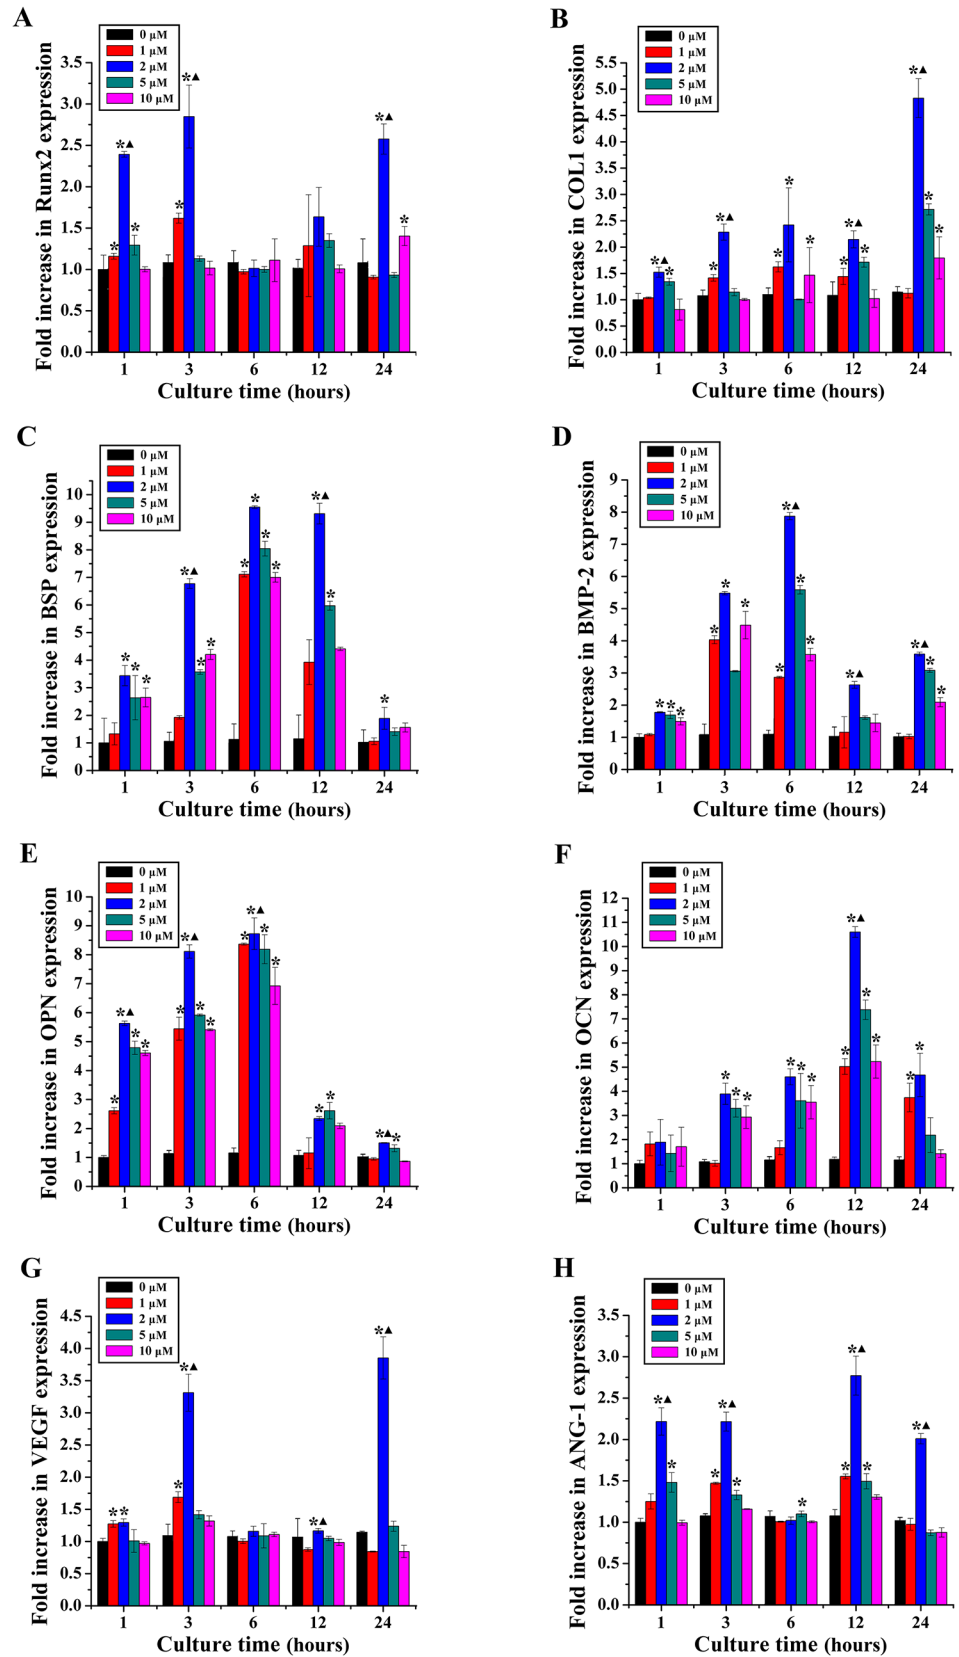 A
0 µM
1 µM
2 µM
5 µM
10 µM
Fold increase in Runx2 expression
3.5
3.0
2.5
2.0
1.5
1.0
0.5
0.0
*▲
*▲
*▲
*
*
*
*
1 3 6 12 24
Culture time (hours)
B
0 µM
1 µM
2 µM
5 µM
10 µM
Fold increase in COL1 expression
5.5
5.0
4.5
4.0
3.5
3.0
2.5
2.0
1.5
1.0
0.5
0.0
*▲*
*
*▲
*
*
*
*
*▲
*
*▲
*
*
1 3 6 12 24
Culture time (hours)
C
0 µM
1 µM
2 µM
5 µM
10 µM
Fold increase in BSP expression
10
9
8
7
6
5
4
3
2
1
0
*
*
*
*▲
*
*
*
*
*
*
*▲
*
*
1 3 6 12 24
Culture time (hours)
D
0 µM
1 µM
2 µM
5 µM
10 µM
Fold increase in BMP-2 expression
9
8
7
6
5
4
3
2
1
0
*
*
*
*
*
*
*
*▲
*
*
*▲
*▲
*
*
1 3 6 12 24
Culture time (hours)
E
0 µM
1 µM
2 µM
5 µM
10 µM
Fold increase in OPN expression
10
9
8
7
6
5
4
3
2
1
0
*
*▲
*
*
*
*▲
*
*
*
*▲
*
*
*
*
*▲
*
1 3 6 12 24
Culture time (hours)
F
0 µM
1 µM
2 µM
5 µM
10 µM
Fold increase in OCN expression
12
11
10
9
8
7
6
5
4
3
2
1
0
*
*
*
*
*
*
*
*▲
*
*
*
*
1 3 6 12 24
Culture time (hours)
G
0 µM
1 µM
2 µM
5 µM
10 µM
Fold increase in VEGF expression
4.5
4.0
3.5
3.0
2.5
2.0
1.5
1.0
0.5
0.0
**
*
*▲
*▲
*▲
1 3 6 12 24
Culture time (hours)
H
0 µM
1 µM
2 µM
5 µM
10 µM
Fold increase in ANG-1 expression
3.5
3.0
2.5
2.0
1.5
1.0
0.5
0.0
*▲
*
*
*▲
*
*
*
*▲
*
*▲
1 3 6 12 24
Culture time (hours)